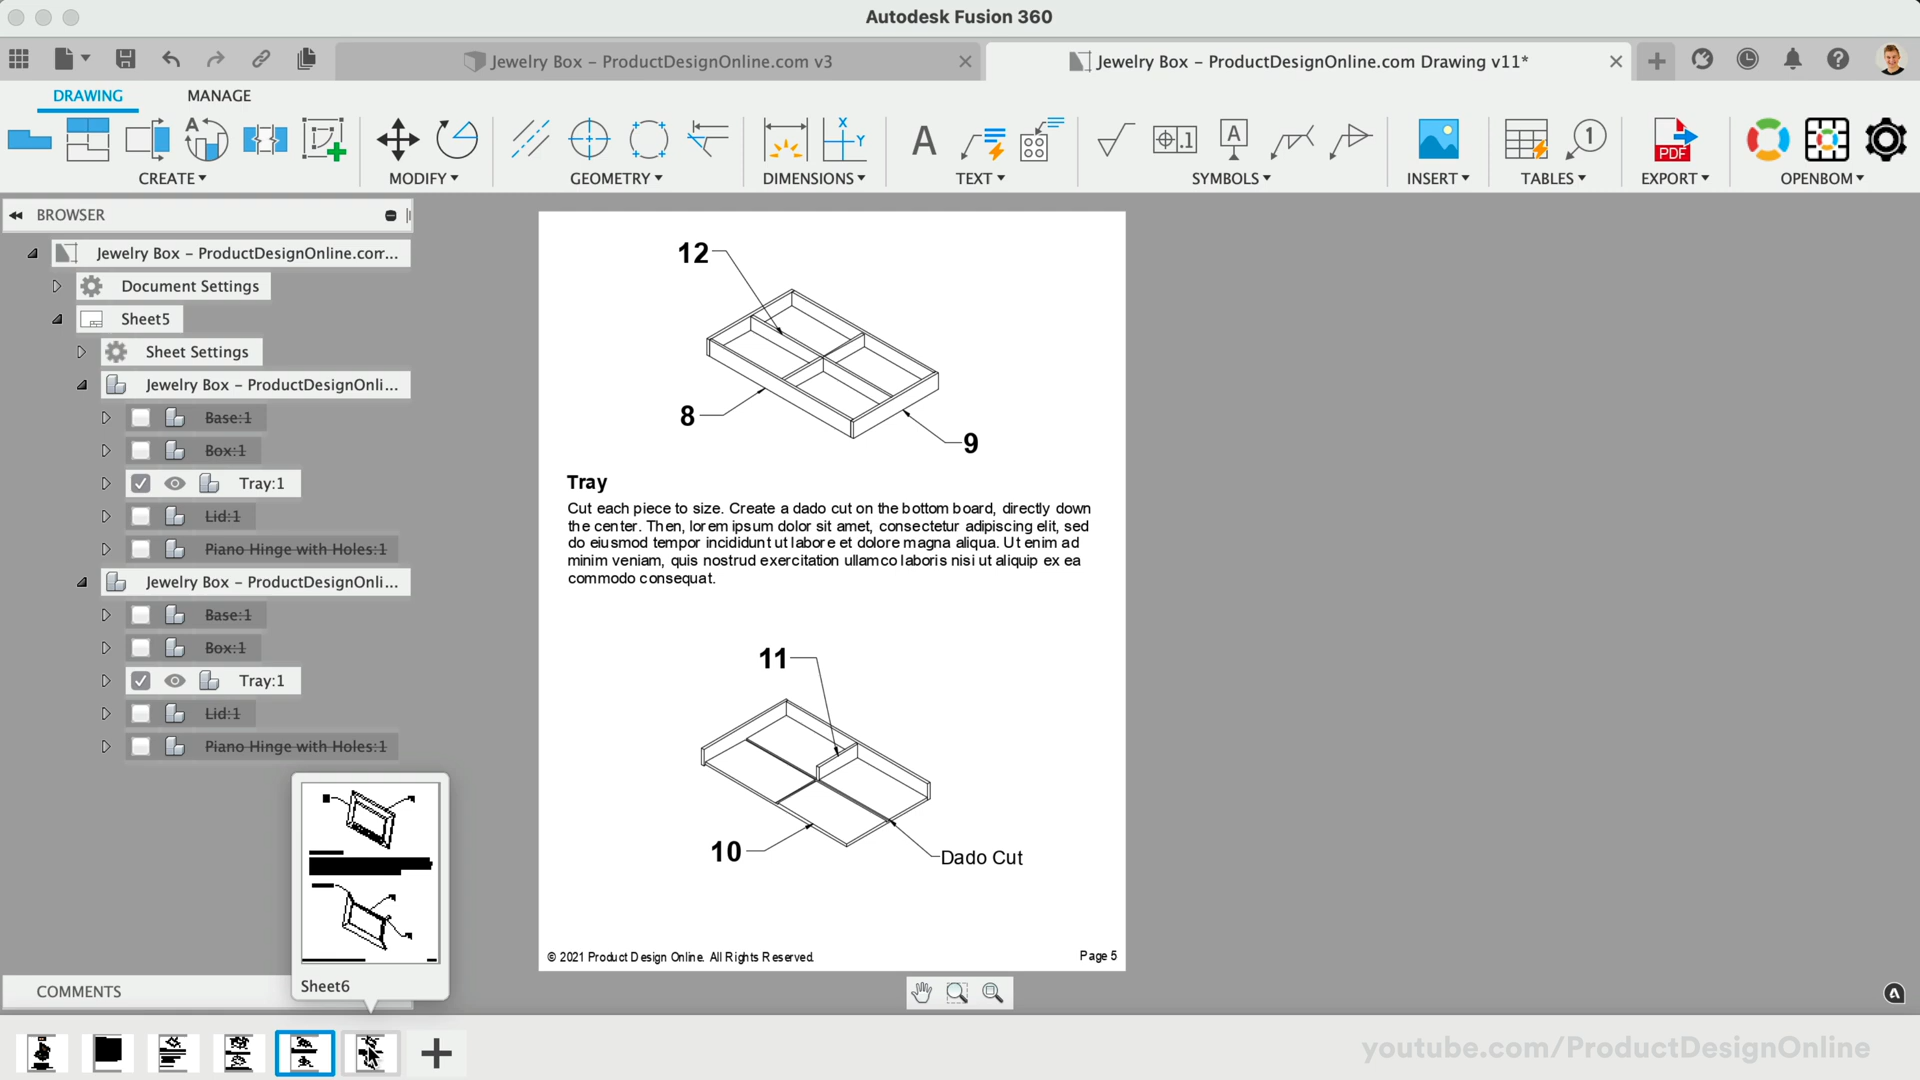 Autodesk Fusion 360
Jewelry Box – ProductDesignOnline.com v3
Jewelry Box – ProductDesignOnline.com Drawing v11*
DRAWING
MANAGE
CREATE
MODIFY
GEOMETRY
DIMENSIONS
TEXT
SYMBOLS
INSERT
TABLES
EXPORT
OPENBOM
BROWSER
Jewelry Box – ProductDesignOnline.com...
Document Settings
Sheet5
Sheet Settings
Jewelry Box – ProductDesignOnli...
Base:1
Box:1
Tray:1
Lid:1
Piano Hinge with Holes:1
Jewelry Box – ProductDesignOnli...
Base:1
Box:1
Tray:1
Lid:1
Piano Hinge with Holes:1
Sheet6
COMMENTS
12
8
9
Tray
Cut each piece to size. Create a dado cut on the bottom board, directly down
the center. Then, lorem ipsum dolor sit amet, consectetur adipiscing elit, sed
do eiusmod tempor incididunt ut labore et dolore magna aliqua. Ut enim ad
minim veniam, quis nostrud exercitation ullamco laboris nisi ut aliquip ex ea
commodo consequat.
11
10
Dado Cut
© 2021 Product Design Online. All Rights Reserved.
Page 5
youtube.com/ProductDesignOnline